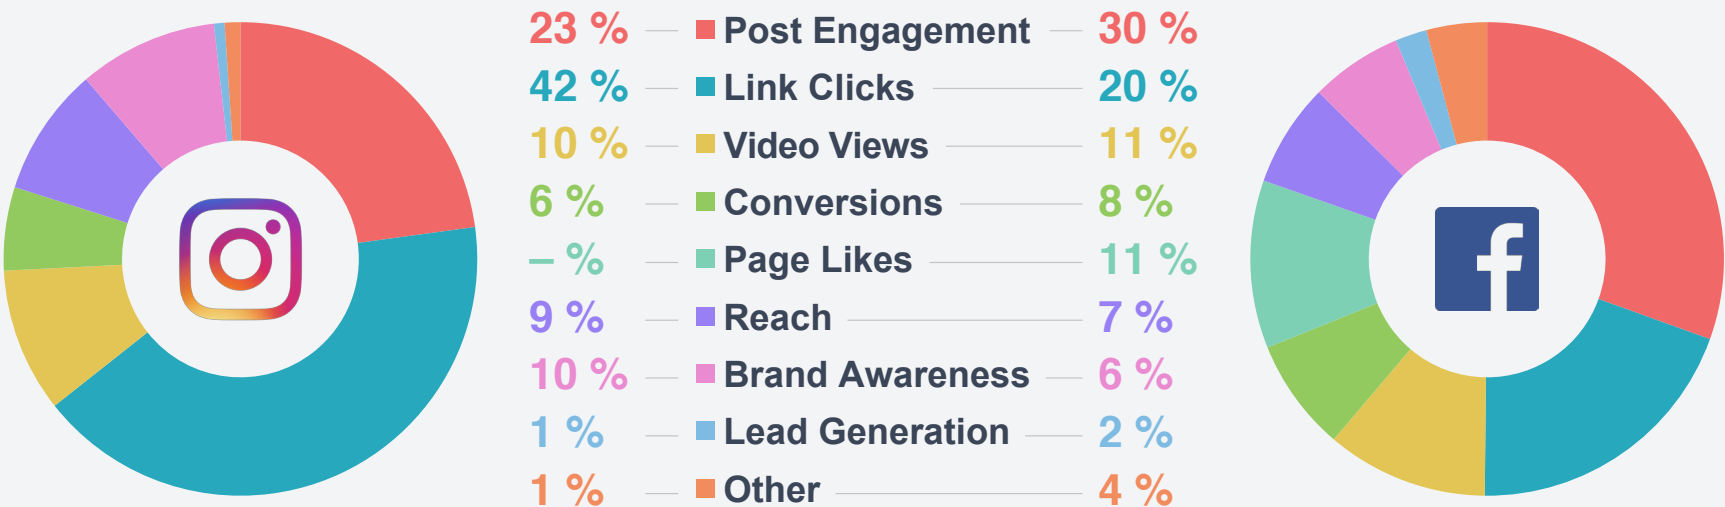 23 % Post Engagement 30 %
42 % Link Clicks 20 %
10 % Video Views 11 %
6 % Conversions 8 %
– % Page Likes 11 %
9 % Reach 7 %
10 % Brand Awareness 6 %
1 % Lead Generation 2 %
1 % Other 4 %